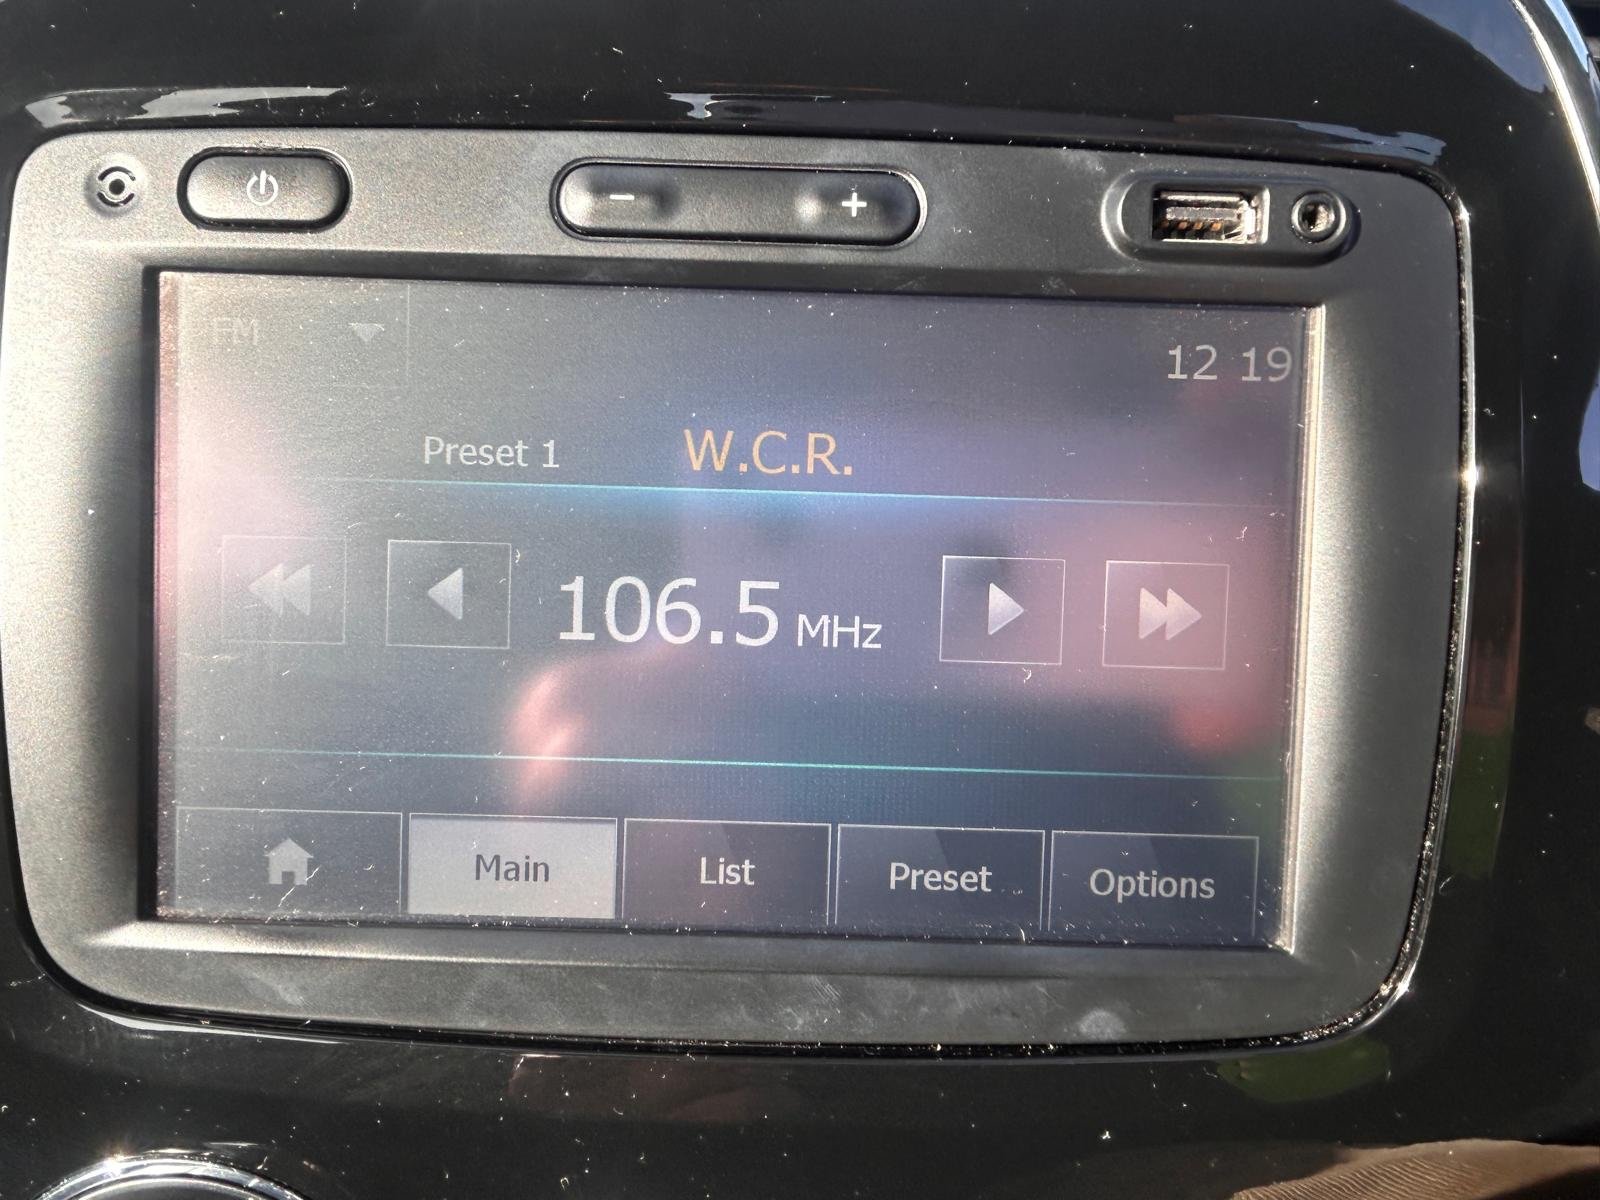 FM
12 19
Preset 1 W.C.R.
106.5 MHz
Main List Preset Options